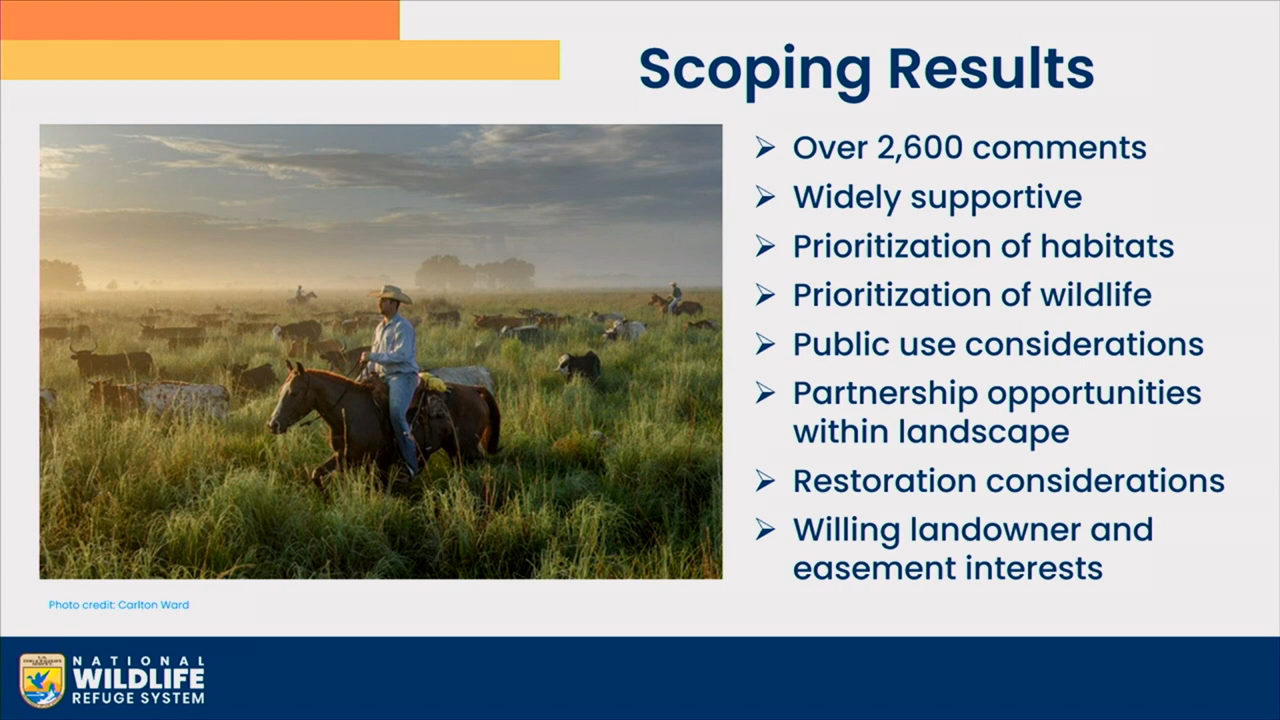 Scoping Results
Over 2,600 comments
Widely supportive
Prioritization of habitats
Prioritization of wildlife
Public use considerations
Partnership opportunities
within landscape
Restoration considerations
Willing landowner and
easement interests
Photo credit: Carlton Ward
NATIONAL
WILDLIFE
REFUGE SYSTEM